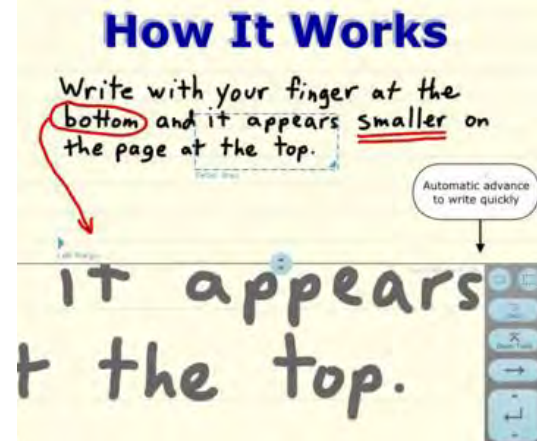 How It Works
Write with your finger at the
bottom and it appears smaller on
the page at the top.
Automatic advance
to write quickly
it appears
t the top.